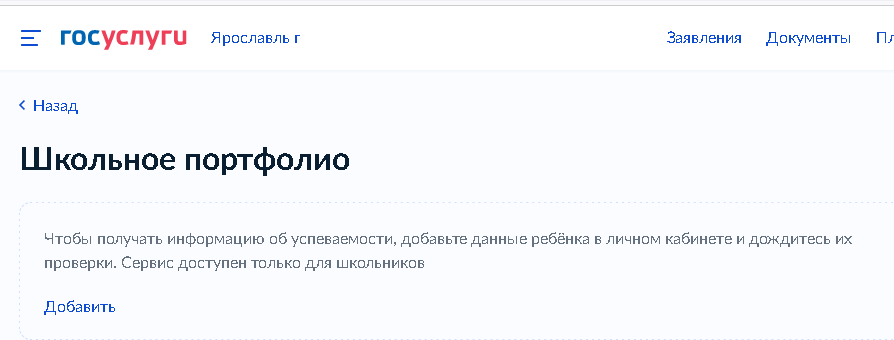 госуслуги Ярославль г Заявления Документы
Назад
Школьное портфолио
Чтобы получать информацию об успеваемости, добавьте данные ребёнка в личном кабинете и дождитесь их
проверки. Сервис доступен только для школьников
Добавить